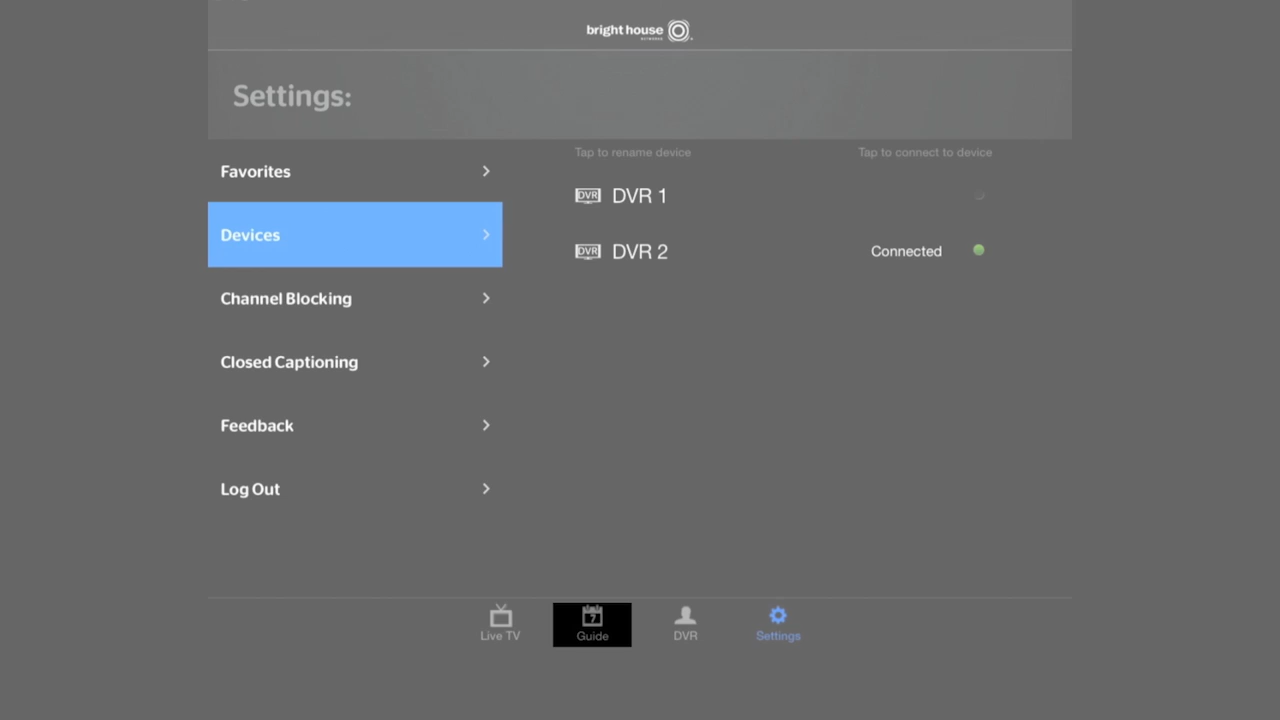 bright house
NETWORKS
Settings:
Favorites
Devices
Channel Blocking
Closed Captioning
Feedback
Log Out
Tap to rename device
Tap to connect to device
DVR DVR 1
DVR DVR 2
Connected
7
Live TV
Guide
DVR
Settings